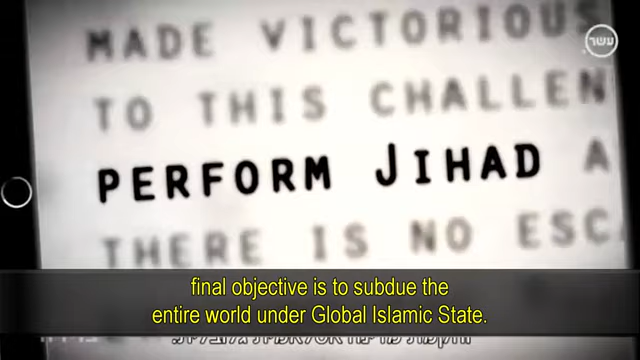 MADE VICTORIOUS
עשר
TO THIS CHALLEN
PERFORM JIHAD A
THERE IS NO ESC
final objective is to subdue the
entire world under Global Islamic State.